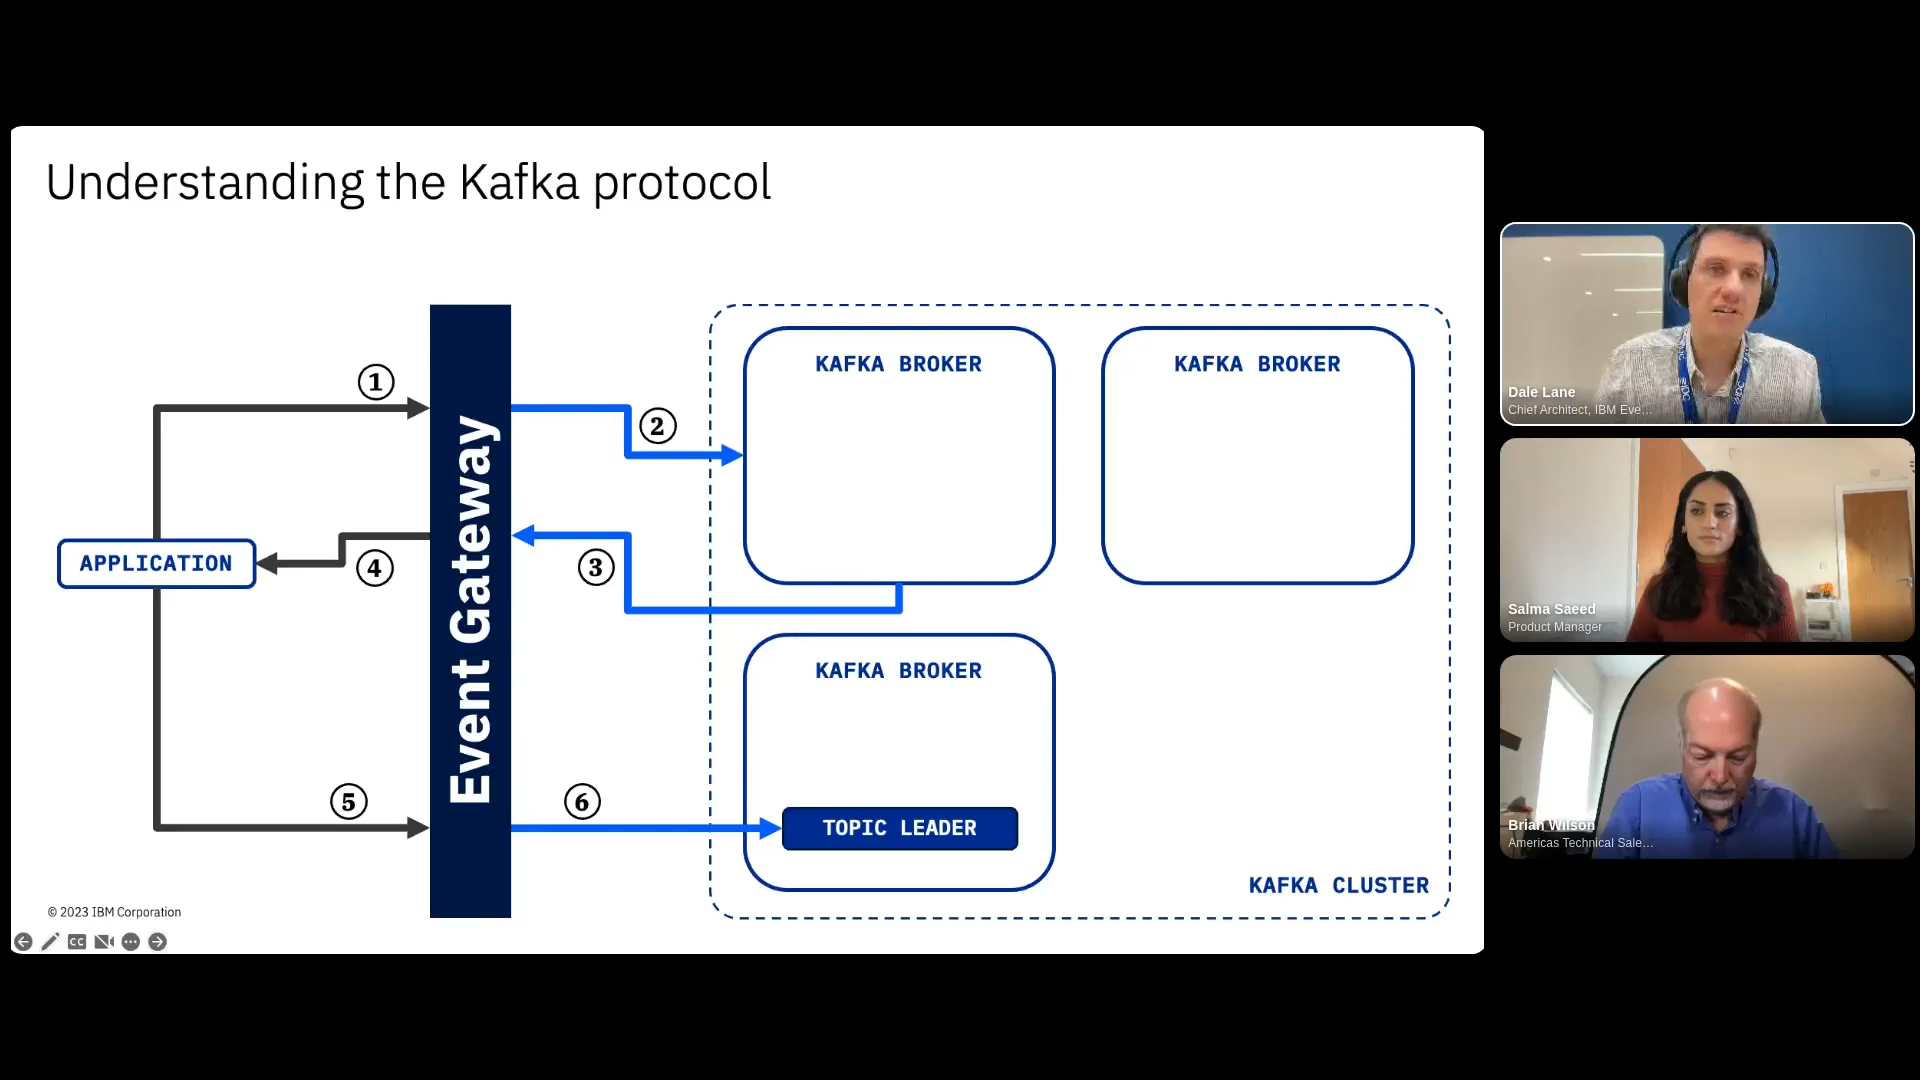 Understanding the Kafka protocol
①
②
③
④
⑤
⑥
APPLICATION
Event Gateway
KAFKA BROKER
KAFKA BROKER
KAFKA BROKER
TOPIC LEADER
KAFKA CLUSTER
© 2023 IBM Corporation
CC
Dale Lane
Chief Architect, IBM Eve...
Salma Saeed
Product Manager
Brian Wilson
Americas Technical Sale...